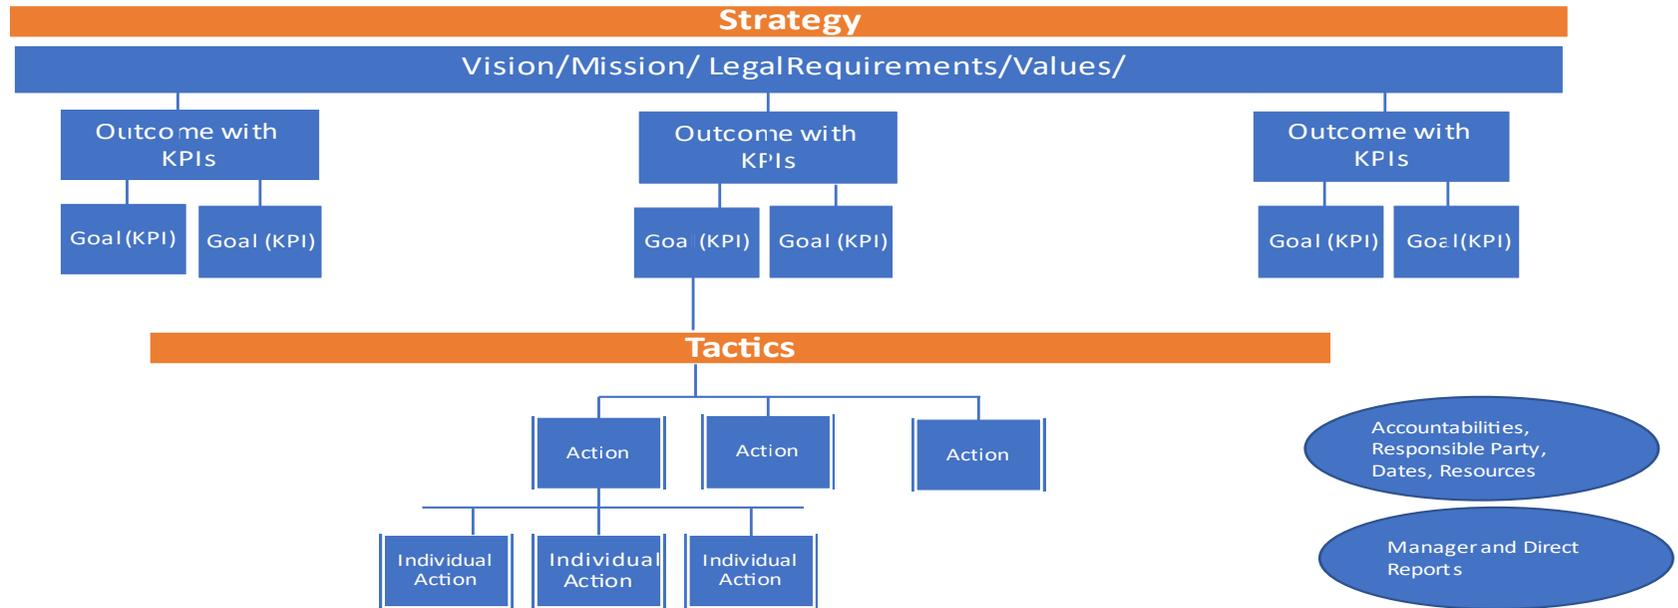 Strategy
Vision/Mission/ LegalRequirements/Values/
Outcome with
KPIs
Outcome with
KPIs
Outcome with
KPIs
Goal (KPI)
Goal (KPI)
Goal (KPI)
Goal (KPI)
Goal (KPI)
Goal(KPI)
Tactics
Action
Action
Action
Accountabilities,
Responsible Party,
Dates, Resources
Individual
Action
Individual
Action
Individual
Action
Manager and Direct
Reports